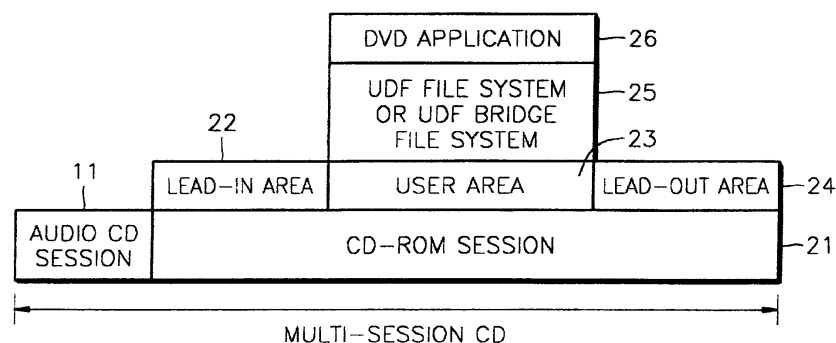 DVD APPLICATION
26
UDF FILE SYSTEM
OR UDF BRIDGE
FILE SYSTEM
25
22
23
11
LEAD-IN AREA
USER AREA
LEAD-OUT AREA
24
AUDIO CD
SESSION
CD-ROM SESSION
21
MULTI-SESSION CD